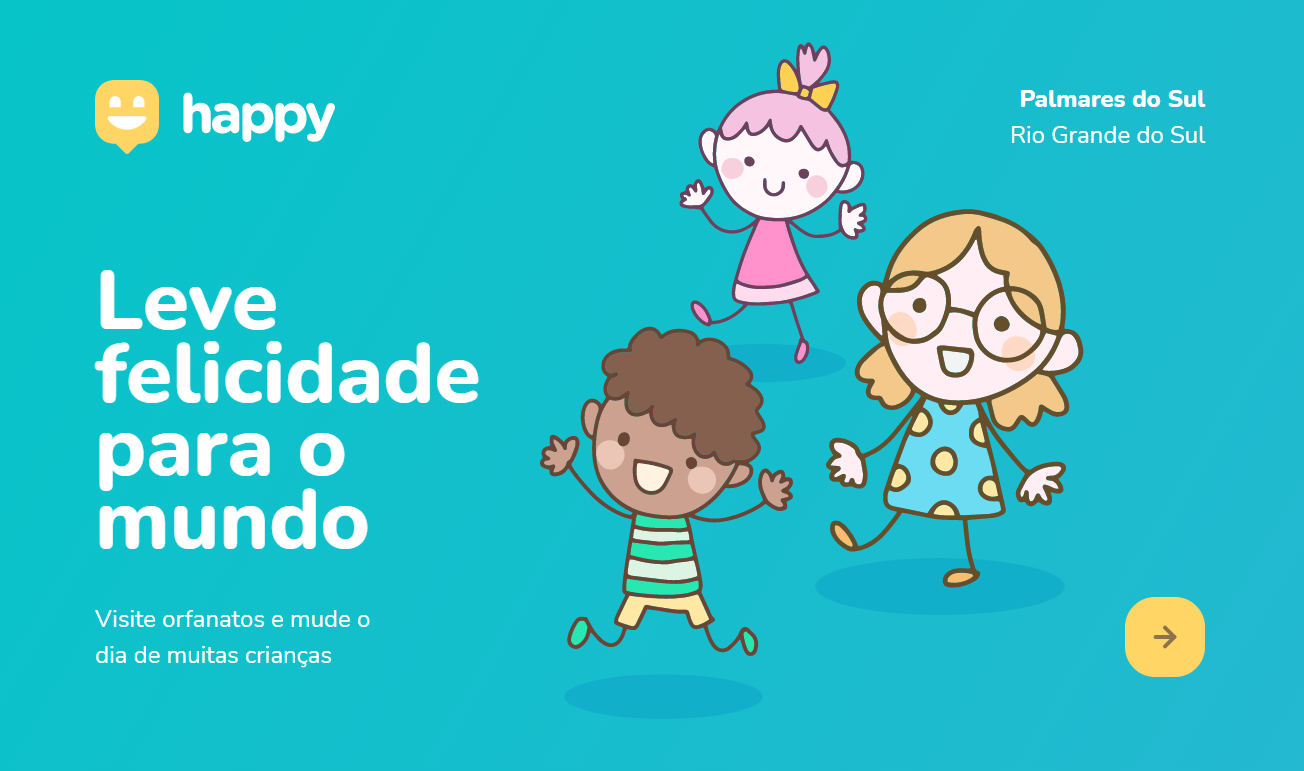 happy
Palmares do Sul
Rio Grande do Sul
Leve
felicidade
para o
mundo
Visite orfanatos e mude o
dia de muitas crianças